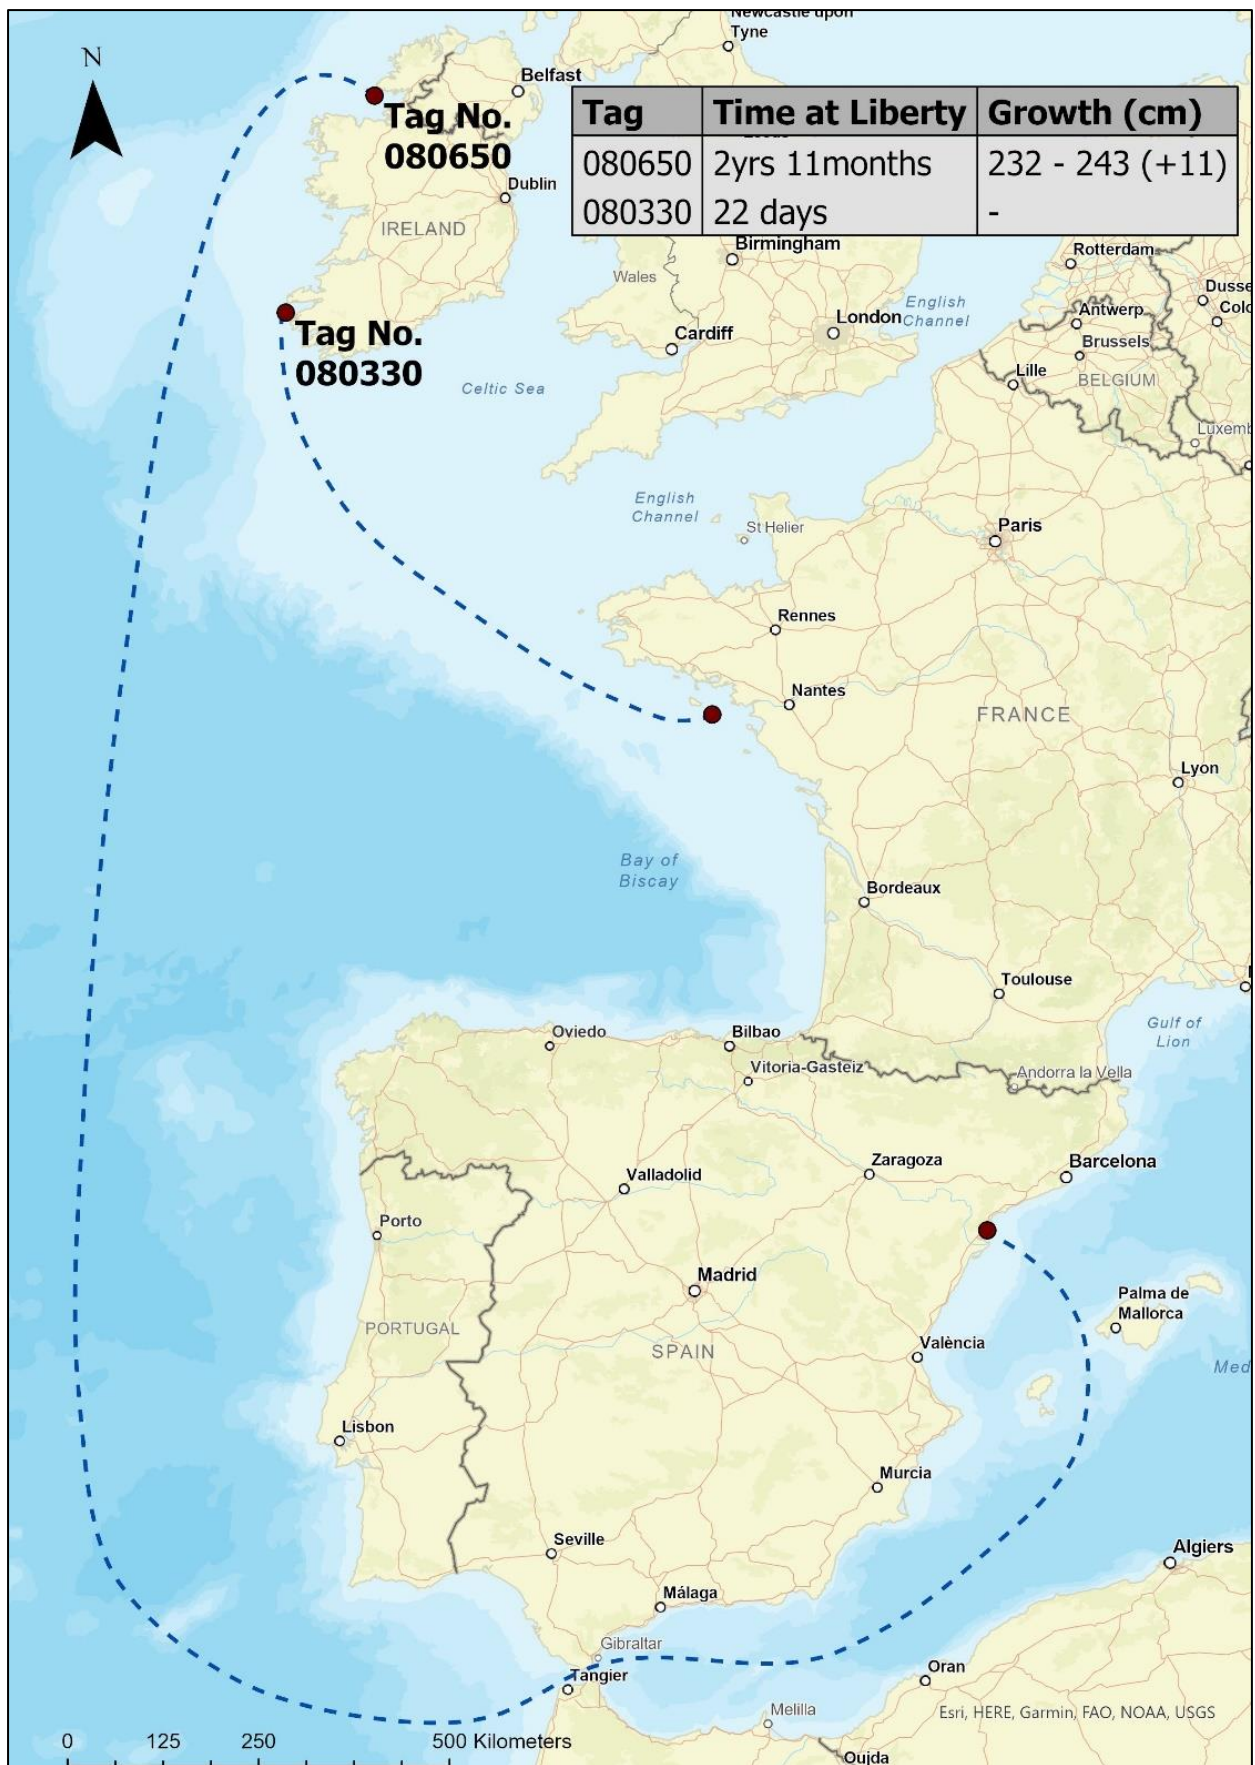 Newcastle upon
Tyne
N
Belfast
Tag No.
080650
Tag Time at Liberty Growth (cm)
080650 2yrs 11months 232 - 243 (+11)
080330 22 days -
Dublin
IRELAND
Birmingham
Wales
Rotterdam
Dusse
Colo
English
Channel
Antwerp
London
Cardiff
Brussels
Tag No.
080330
Celtic Sea
Lille
BELGIUM
Luxemb
English
Channel
St Helier
Paris
Rennes
Nantes
FRANCE
Lyon
Bay of
Biscay
Bordeaux
Toulouse
Gulf of
Lion
Oviedo
Bilbao
Vitoria-Gasteiz
Andorra la Vella
Zaragoza
Barcelona
Valladolid
Porto
Madrid
Palma de
Mallorca
PORTUGAL
SPAIN
València
Med
Lisbon
Murcia
Seville
Algiers
Málaga
Gibraltar
Tangier
Oran
Melilla
Esri, HERE, Garmin, FAO, NOAA, USGS
0 125 250 500 Kilometers
Oujda